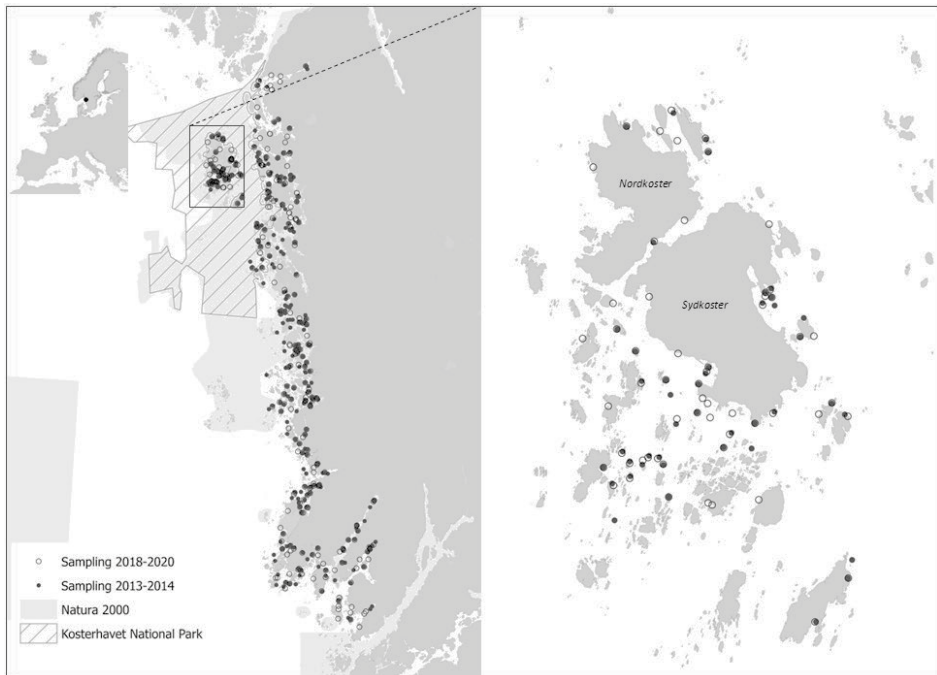 Nordkoster
Sydkoster
Sampling 2018-2020
Sampling 2013-2014
Natura 2000
Kosterhavet National Park